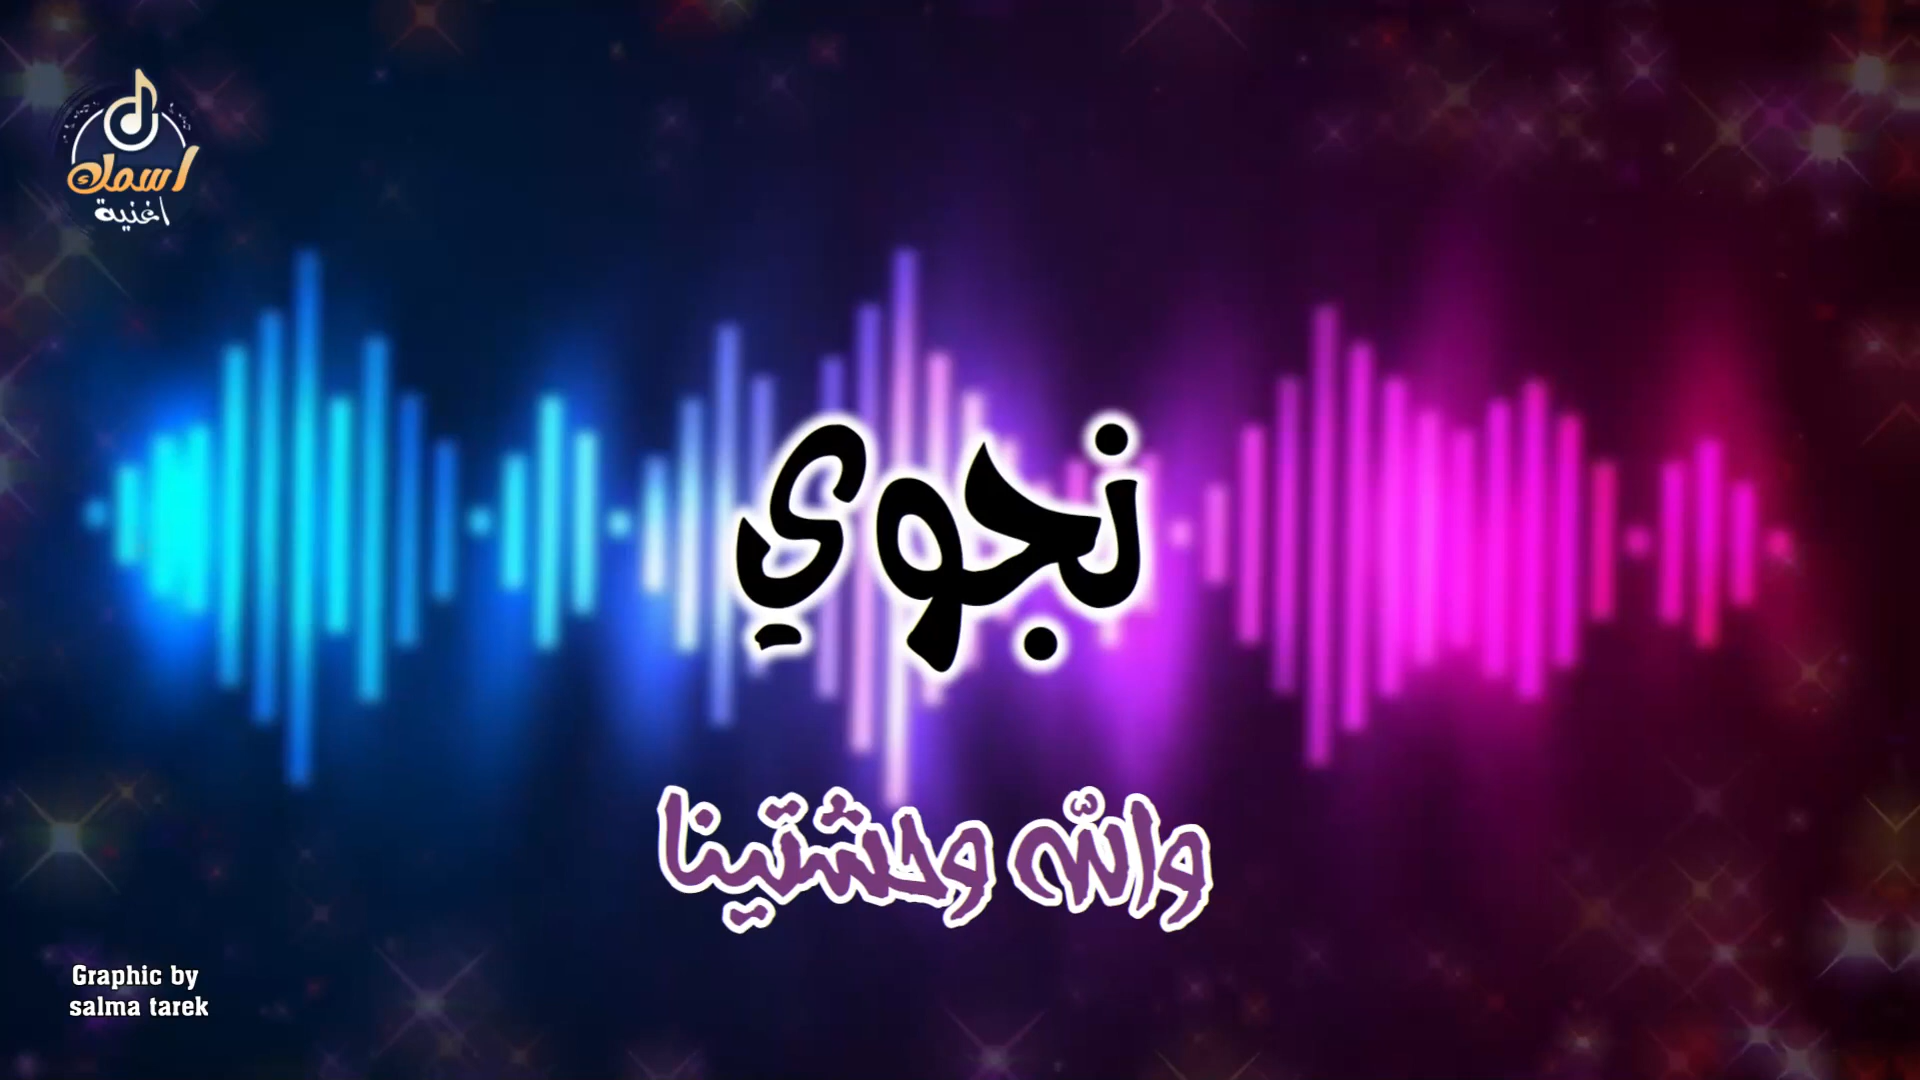 اسمك
اغنية
نجوي
والله وحشتينا
Graphic by
salma tarek